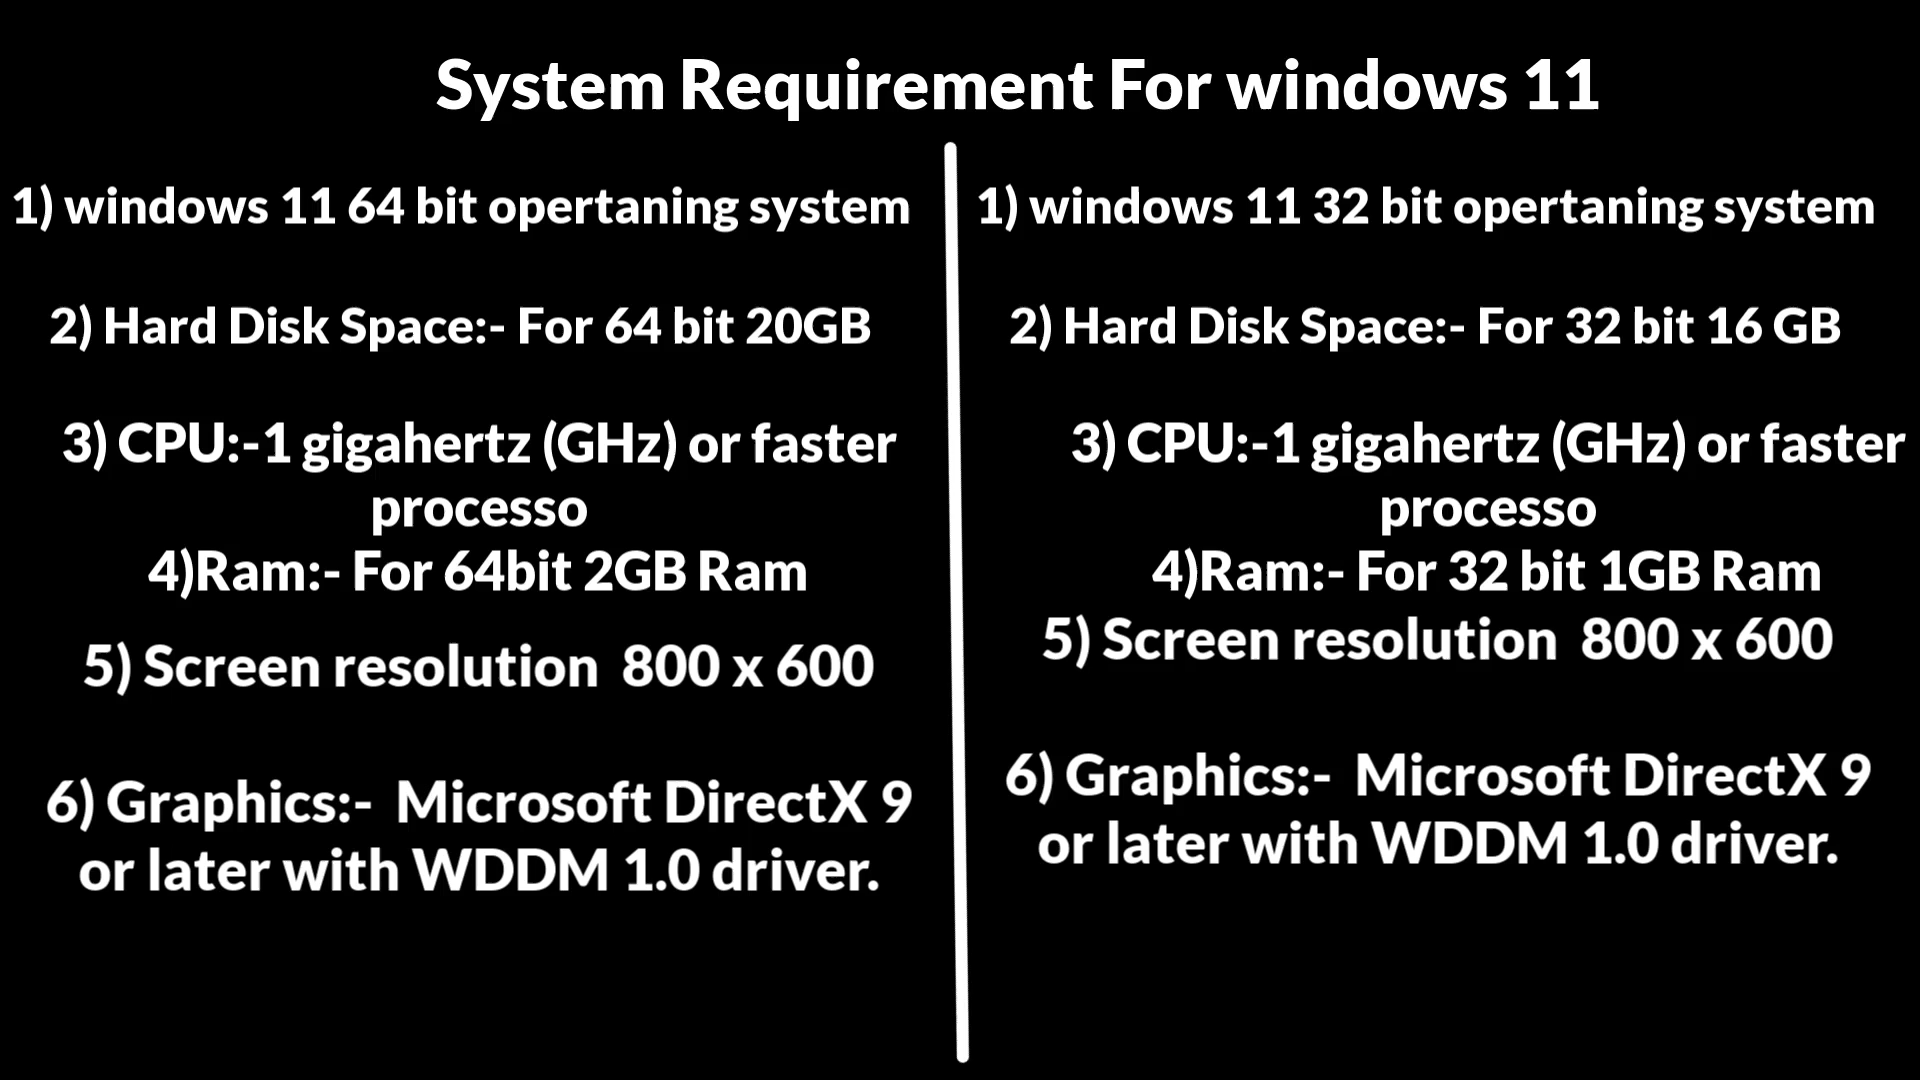 System Requirement For windows 11
1) windows 11 64 bit opertaning system
2) Hard Disk Space:- For 64 bit 20GB
3) CPU:-1 gigahertz (GHz) or faster
processo
4)Ram:- For 64bit 2GB Ram
5) Screen resolution  800 x 600
6) Graphics:-  Microsoft DirectX 9
or later with WDDM 1.0 driver.
1) windows 11 32 bit opertaning system
2) Hard Disk Space:- For 32 bit 16 GB
3) CPU:-1 gigahertz (GHz) or faster
processo
4)Ram:- For 32 bit 1GB Ram
5) Screen resolution  800 x 600
6) Graphics:-  Microsoft DirectX 9
or later with WDDM 1.0 driver.